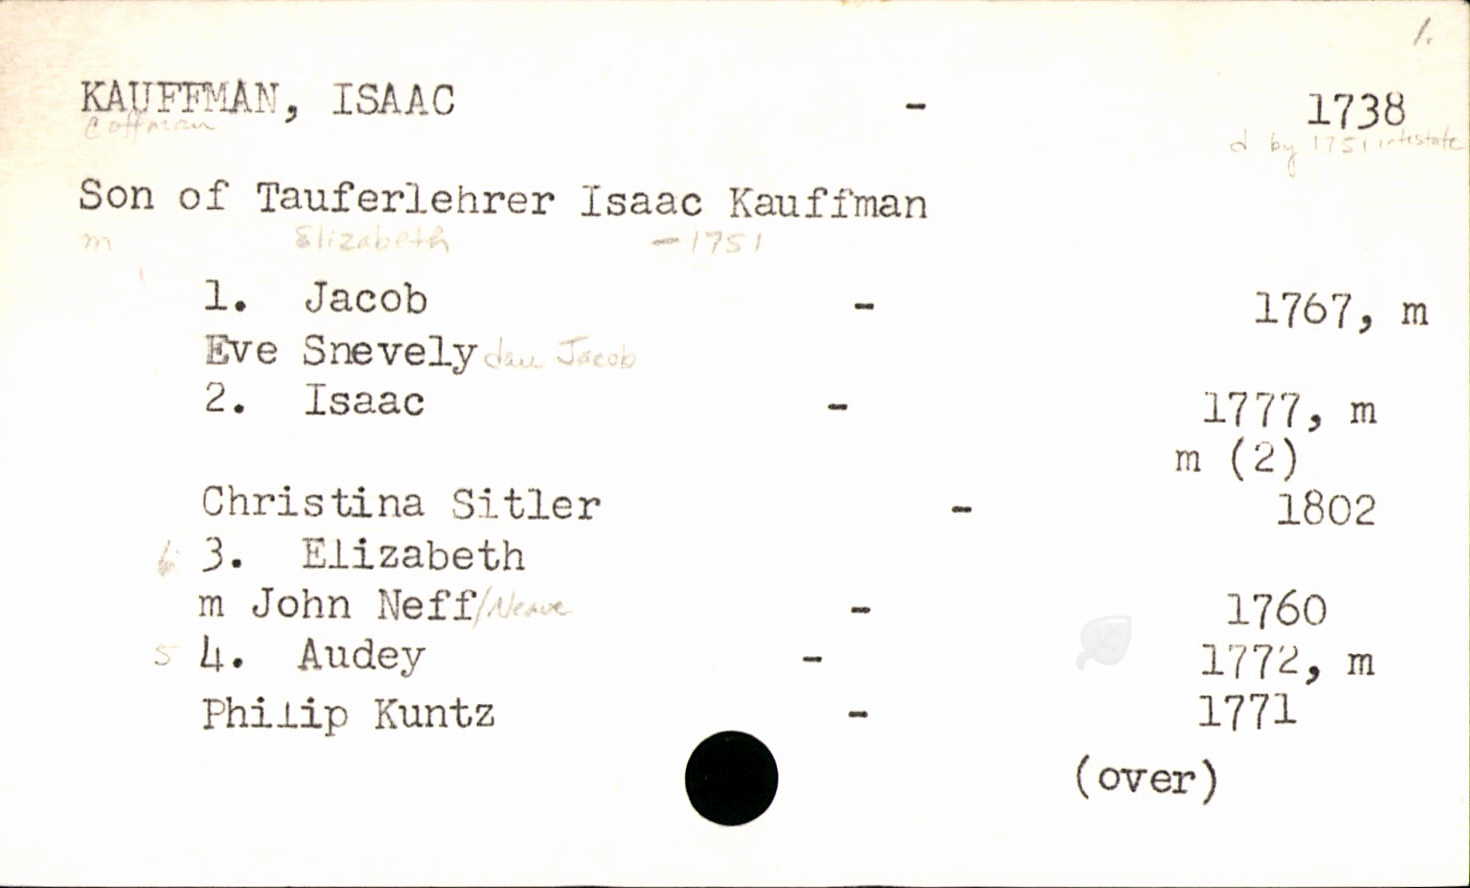 1.
KAUFFMAN, ISAAC - 1738
Coffman d by 1751 intestate
Son of Tauferlehrer Isaac Kauffman
m Elizabeth - 1751
1. Jacob - 1767, m
Eve Snevely dau Jacob
2. Isaac - 1777, m
m (2)
Christina Sitler - 1802
6 3. Elizabeth
m John Neff/Neave - 1760
5 4. Audey - 1772, m
Philip Kuntz - 1771
(over)